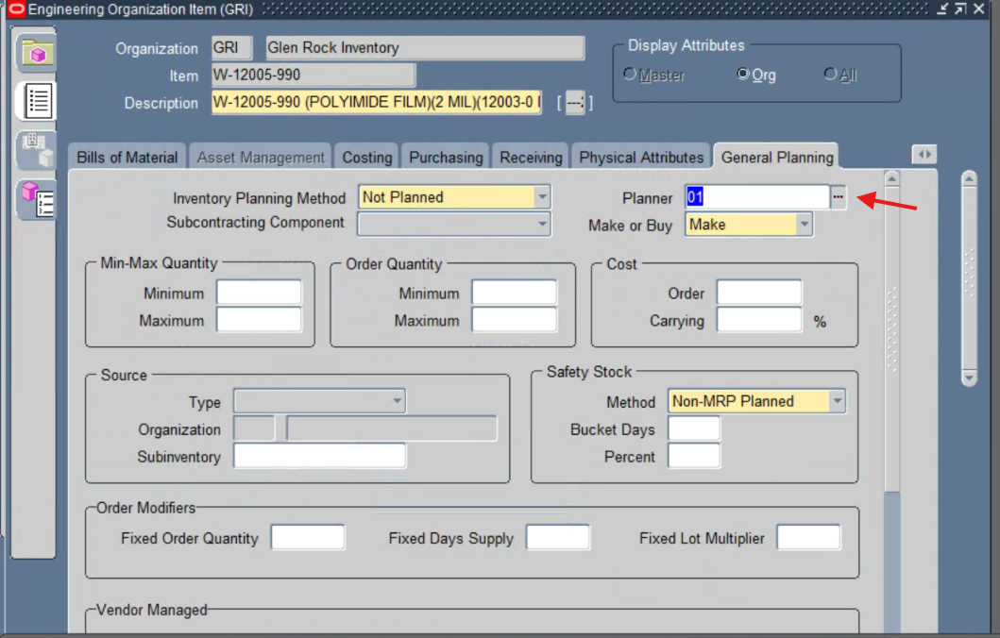 Engineering Organization Item (GRI)
Organization GRI Glen Rock Inventory
Item W-12005-990
Description W-12005-990 (POLYIMIDE FILM)(2 MIL)(12003-0 [ ]
Display Attributes
Master Org All
Bills of Material Asset Management Costing Purchasing Receiving Physical Attributes General Planning
Inventory Planning Method Not Planned
Planner 01 ...
Subcontracting Component
Make or Buy Make
Min-Max Quantity
Minimum
Maximum
Order Quantity
Minimum
Maximum
Cost
Order
Carrying %
Source
Type
Organization
Subinventory
Safety Stock
Method Non-MRP Planned
Bucket Days
Percent
Order Modifiers
Fixed Order Quantity Fixed Days Supply Fixed Lot Multiplier
Vendor Managed